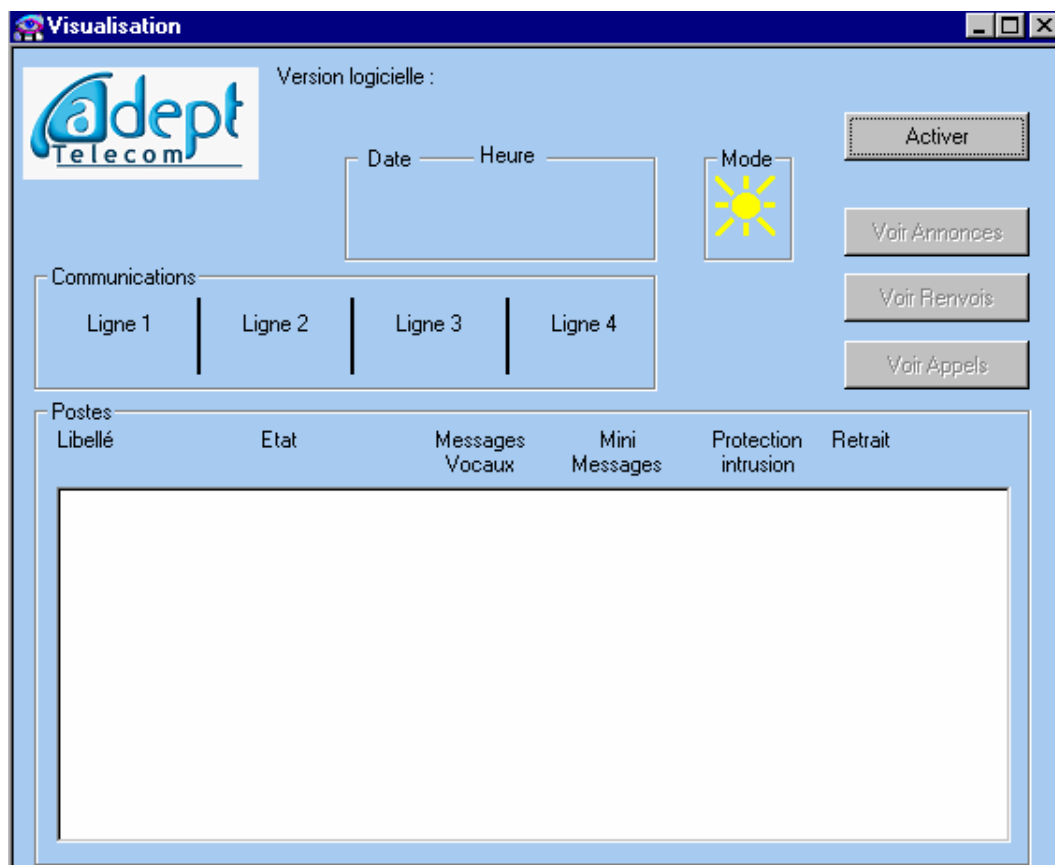 Visualisation
adept
Telecom
Version logicielle :
Activer
Date Heure
Mode
Voir Annonces
Communications
Voir Renvois
Ligne 1 Ligne 2 Ligne 3 Ligne 4
Voir Appels
Postes
Libellé Etat Messages Mini Protection Retrait
Vocaux Messages intrusion